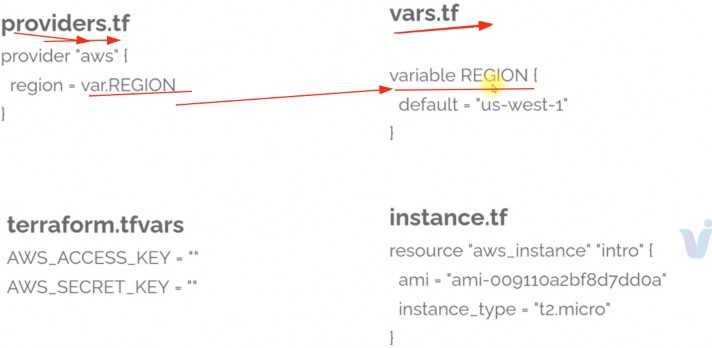 providers.tf
provider "aws" {
region = var.REGION
}
vars.tf
variable REGION {
default = "us-west-1"
}
terraform.tfvars
AWS_ACCESS_KEY = ""
AWS_SECRET_KEY = ""
instance.tf
resource "aws_instance" "intro" {
ami = "ami-009110a2bf8d7dd0a"
instance_type = "t2.micro"
}